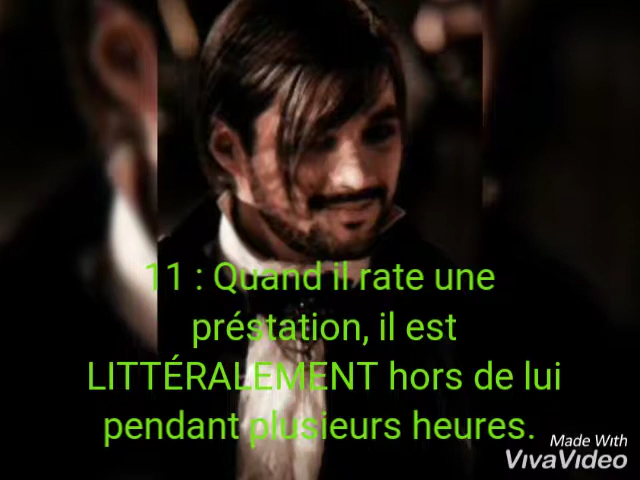 11 : Quand il rate une
préstation, il est
LITTÉRALEMENT hors de lui
pendant plusieurs heures.
Made With
VivaVideo